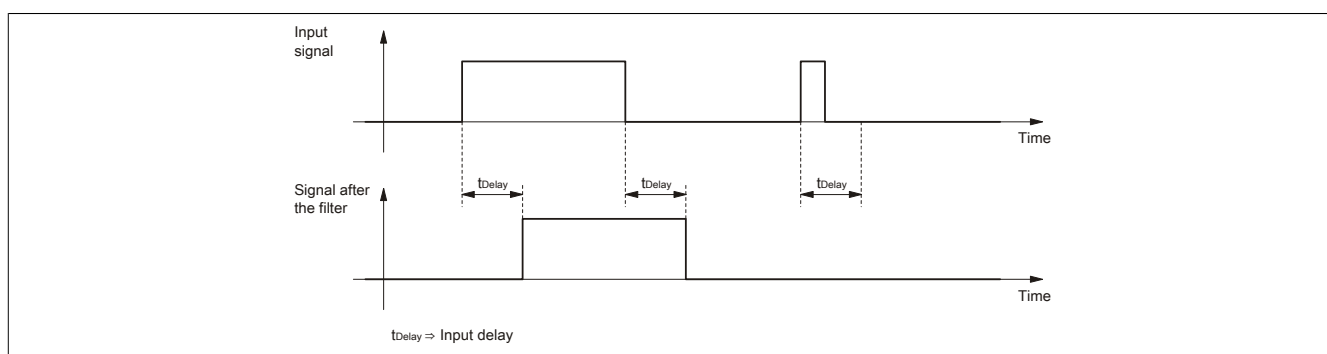 Input
signal
Time
tDelay
tDelay
tDelay
Signal after
the filter
Time
tDelay ⇒ Input delay